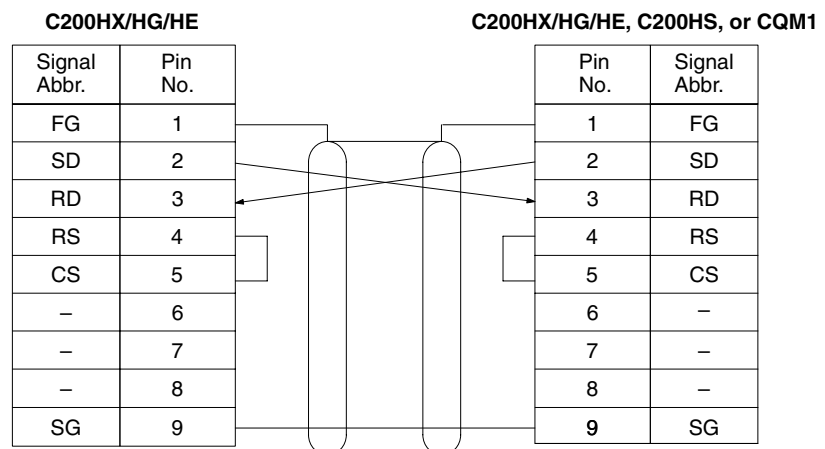 C200HX/HG/HE
C200HX/HG/HE, C200HS, or CQM1
Signal Abbr. Pin No.
FG 1
SD 2
RD 3
RS 4
CS 5
– 6
– 7
– 8
SG 9
Pin No. Signal Abbr.
1 FG
2 SD
3 RD
4 RS
5 CS
6 –
7 –
8 –
9 SG